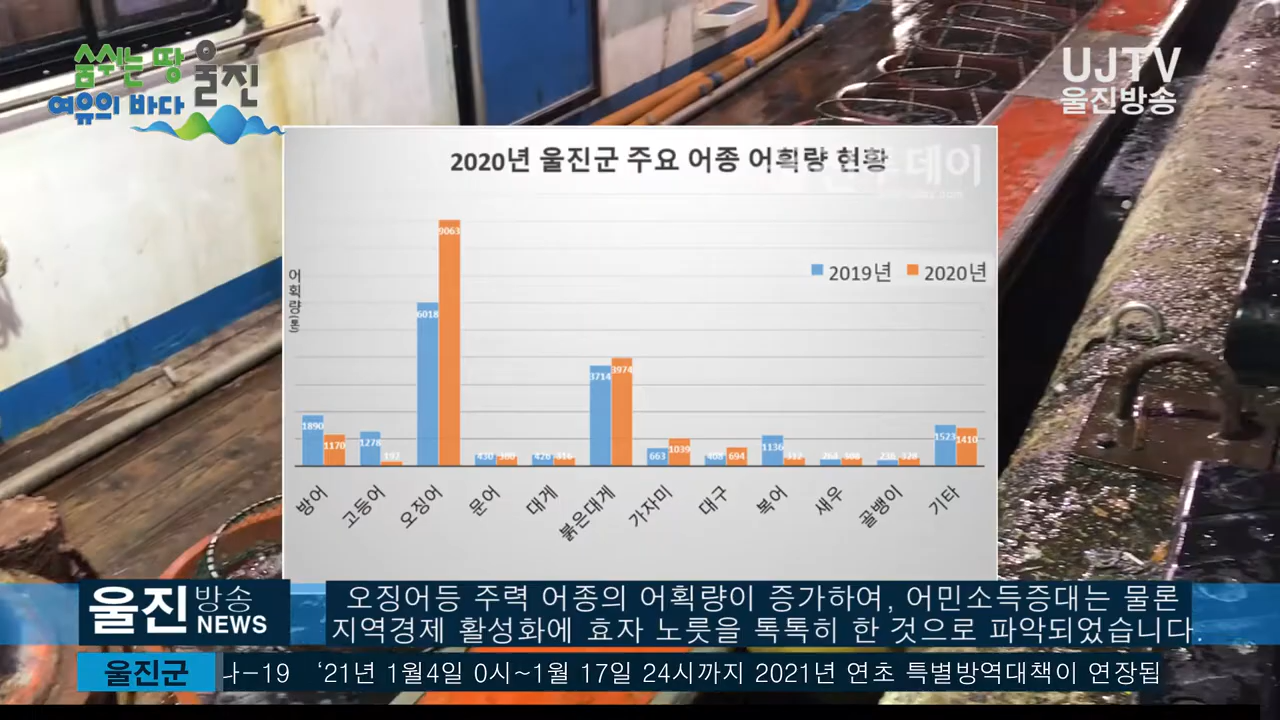 숨쉬는 땅
여유의 바다
울진
UJTV
울진방송
2020년 울진군 주요 어종 어획량 현황
데이
2019년
2020년
어획량(톤)
9063
6018
3714
3974
1890
1170
1278
192
430
663
1039
694
1136
1523
1410
방어
고등어
오징어
문어
대게
붉은대게
가자미
대구
복어
새우
골뱅이
기타
울진 방송
NEWS
오징어등 주력 어종의 어획량이 증가하여, 어민소득증대는 물론
지역경제 활성화에 효자 노릇을 톡톡히 한 것으로 파악되었습니다.
울진군
나-19 ‘21년 1월4일 0시~1월 17일 24시까지 2021년 연초 특별방역대책이 연장됩